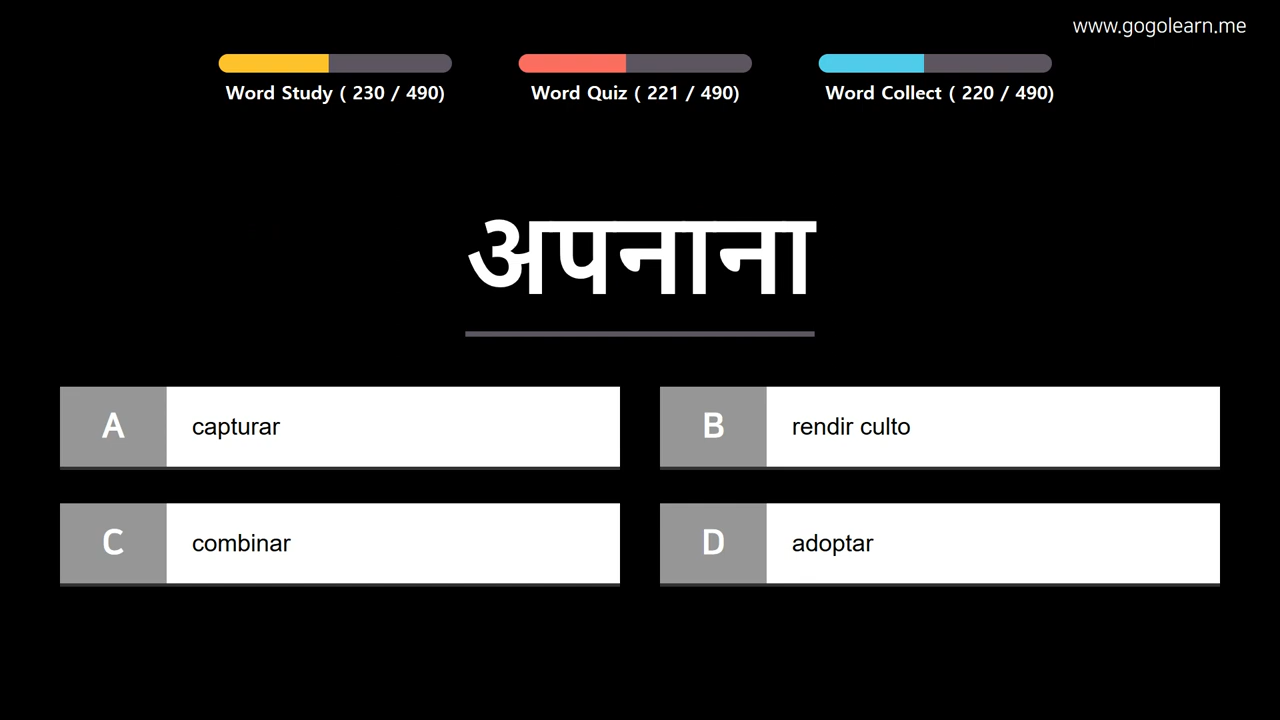 www.gogolearn.me
Word Study ( 230 / 490)
Word Quiz ( 221 / 490)
Word Collect ( 220 / 490)
अपनाना
A capturar
B rendir culto
C combinar
D adoptar